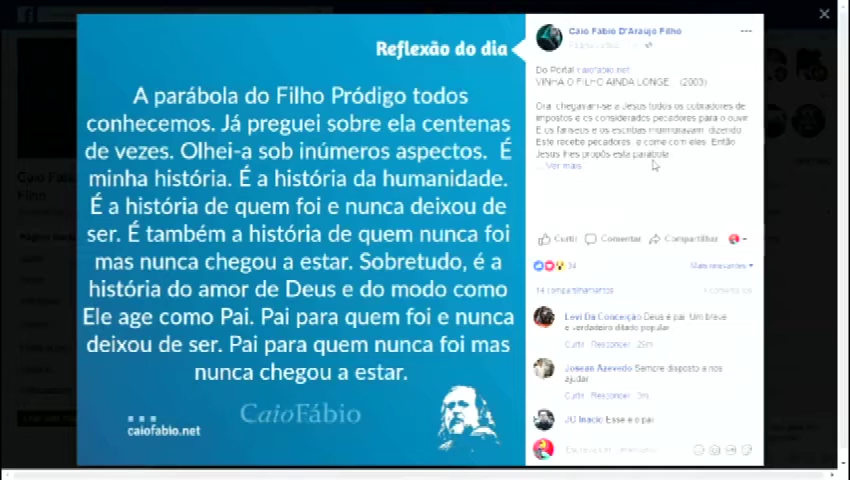 Reflexão do dia
A parábola do Filho Pródigo todos
conhecemos. Já preguei sobre ela centenas
de vezes. Olhei-a sob inúmeros aspectos. É
minha história. É a história da humanidade.
É a história de quem foi e nunca deixou de
ser. É também a história de quem nunca foi
mas nunca chegou a estar. Sobretudo, é a
história do amor de Deus e do modo como
Ele age como Pai. Pai para quem foi e nunca
deixou de ser. Pai para quem nunca foi mas
nunca chegou a estar.
CaioFábio
caiofabio.net
Caio Fábio D'Araújo Filho
Do Portal caiofabio.net
VINHA O FILHO AINDA LONGE (2003)
Ora, chegavam-se a Jesus todos os cobradores de
impostos e os considerados pecadores para o ouvir
E os fariseus e os escribas murmuravam, dizendo
Este recebe pecadores, e come com eles. Então
Jesus lhes propôs esta parábola
... Ver mais
Curtir Comentar Compartilhar
34 Mais relevantes
14 compartilhamentos
Levi Da Conceição Deus é pai. Um breve
e verdadeiro ditado popular
Curtir Responder
Josean Azevedo Sempre disposto a nos
ajudar
Curtir Responder 3m
JC Inacio Esse é o pai